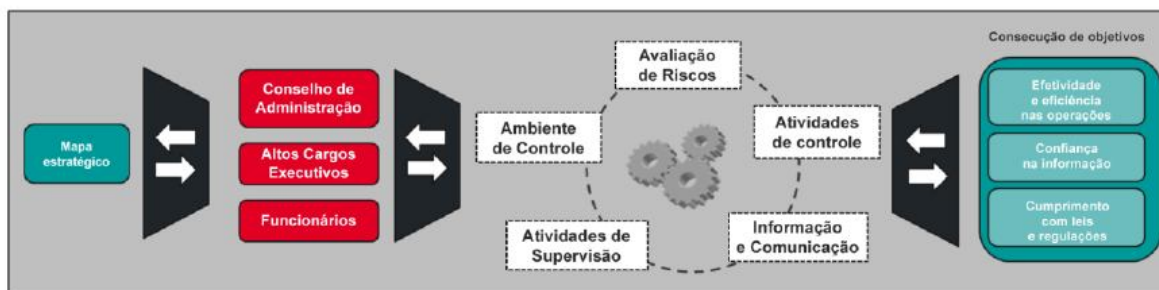 Mapa
estratégico
Conselho de
Administração
Altos Cargos
Executivos
Funcionários
Avaliação
de Riscos
Ambiente
de Controle
Atividades
de controle
Atividades de
Supervisão
Informação
e Comunicação
Consecução de objetivos
Efetividade
e eficiência
nas operações
Confiança
na informação
Cumprimento
com leis
e regulações